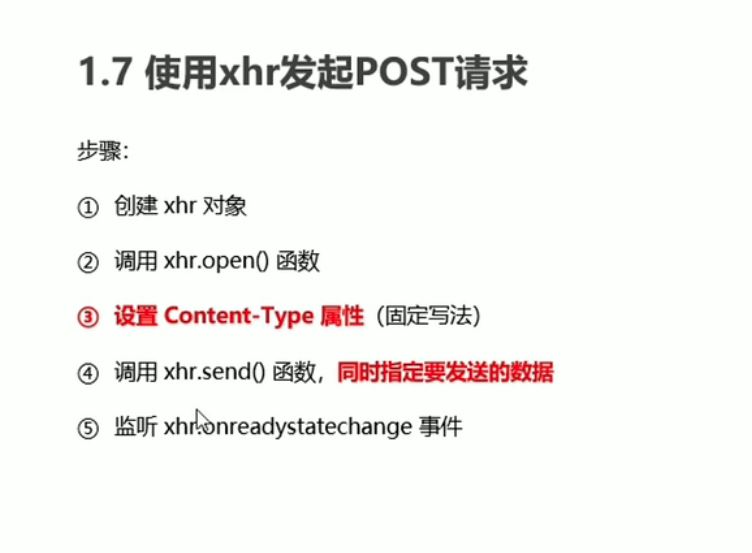 1.7 使用xhr发起POST请求
步骤：
① 创建 xhr 对象
② 调用 xhr.open() 函数
③ 设置 Content-Type 属性（固定写法）
④ 调用 xhr.send() 函数，同时指定要发送的数据
⑤ 监听 xhr.onreadystatechange 事件